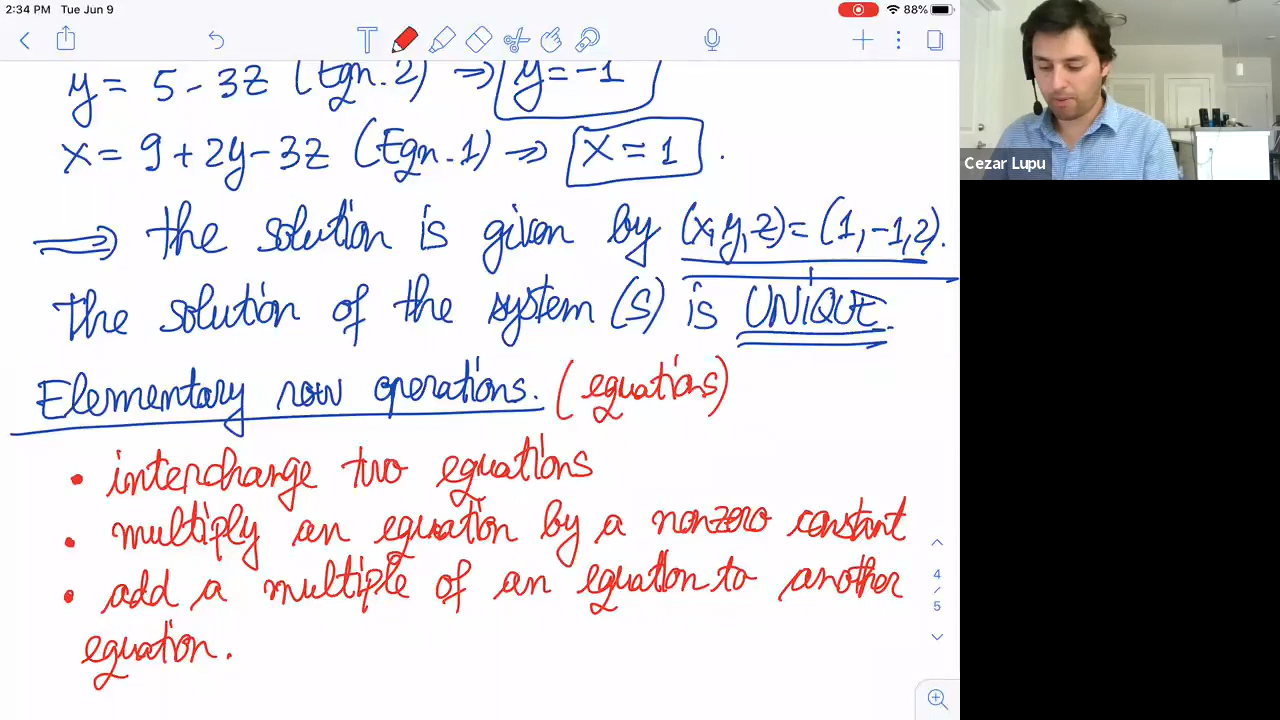 2:34 PM Tue Jun 9
88%
y = 5 - 3z (Eqn. 2) ⇒ y = -1
x = 9 + 2y - 3z (Eqn. 1) ⇒ x = 1 .
Cezar Lupu
⇒ the solution is given by (x,y,z) = (1,-1,2).
the solution of the system (S) is UNIQUE.
Elementary row operations. (equations)
• interchange two equations
• multiply an equation by a nonzero constant
• add a multiple of an equation to another
equation.
4
/
5